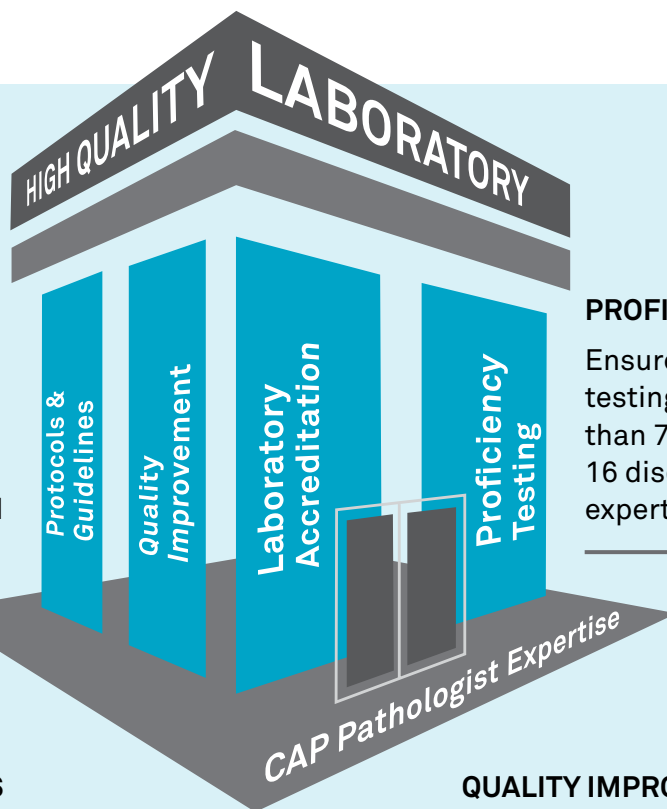 HIGH QUALITY LABORATORY
Protocols &
Guidelines
Quality
Improvement
Laboratory
Accreditation
Proficiency
Testing
CAP Pathologist Expertise
PROFI
Ensure
testing
than 7
16 disc
expert
QUALITY IMPRO